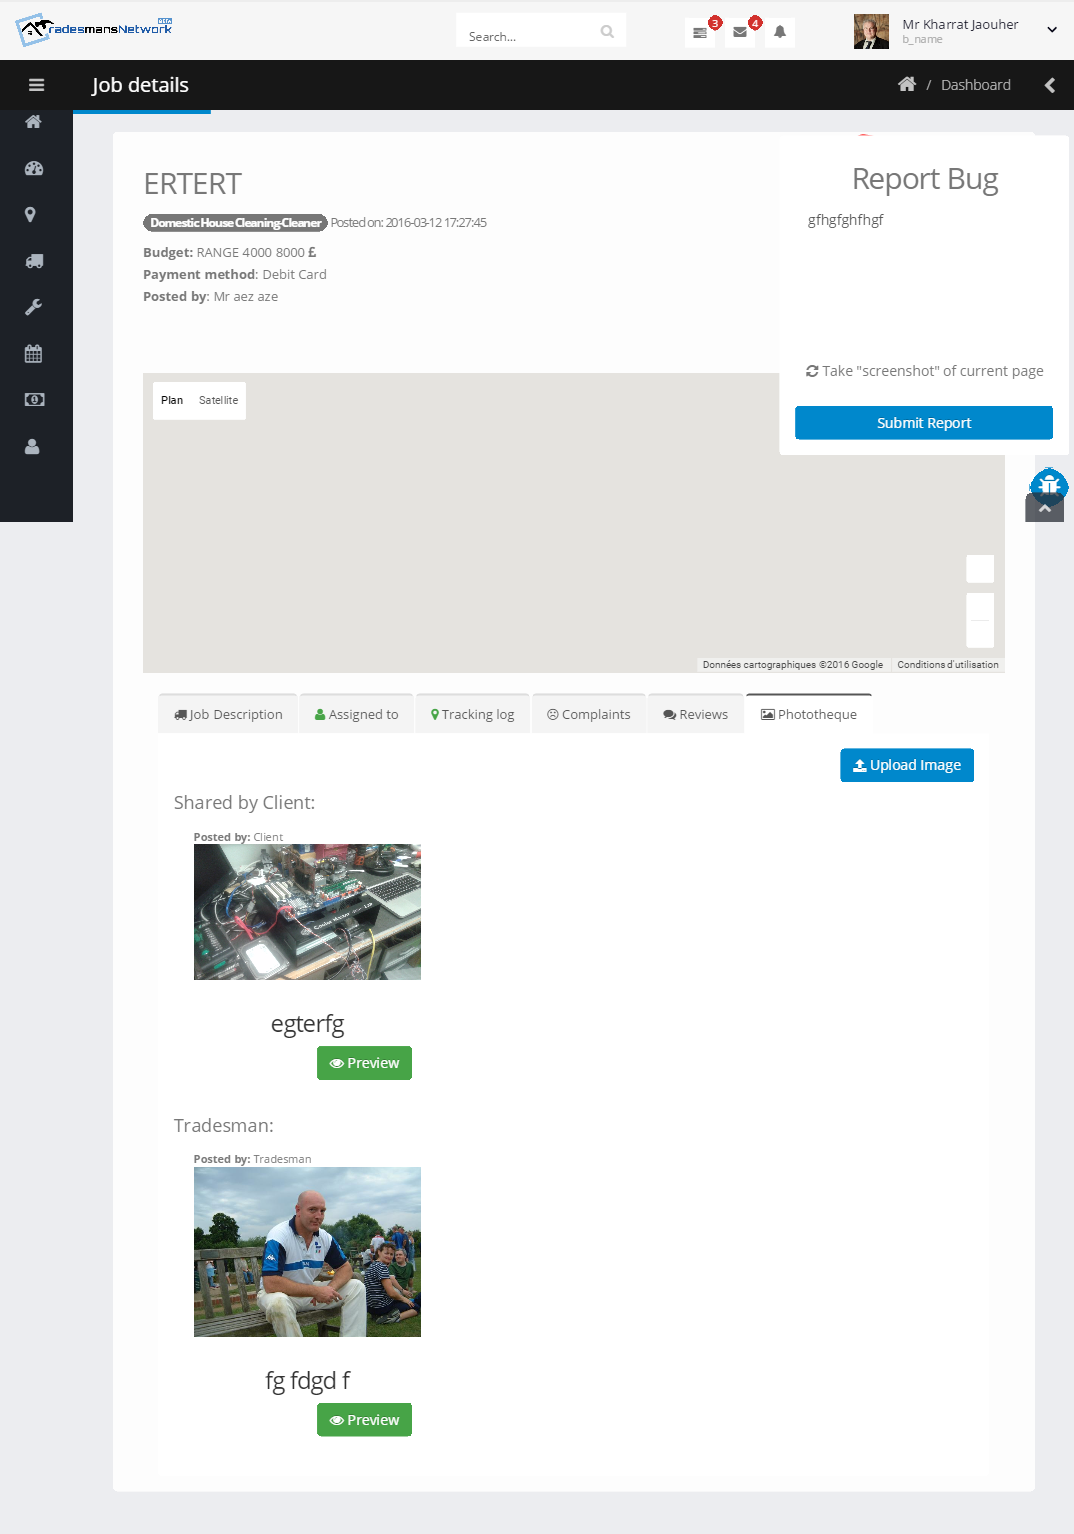 radesmansNetwork
BETA
Search...
3
4
Mr Kharrat Jaouher
b_name
Job details
/ Dashboard
ERTERT
Domestic House Cleaning-Cleaner Posted on: 2016-03-12 17:27:45
Budget: RANGE 4000 8000 £
Payment method: Debit Card
Posted by: Mr aez aze
Report Bug
gfhgfghfhgf
Take "screenshot" of current page
Submit Report
Plan Satellite
Données cartographiques ©2016 Google Conditions d'utilisation
Job Description Assigned to Tracking log Complaints Reviews Phototheque
Upload Image
Shared by Client:
Posted by: Client
egterfg
Preview
Tradesman:
Posted by: Tradesman
fg fdgd f
Preview